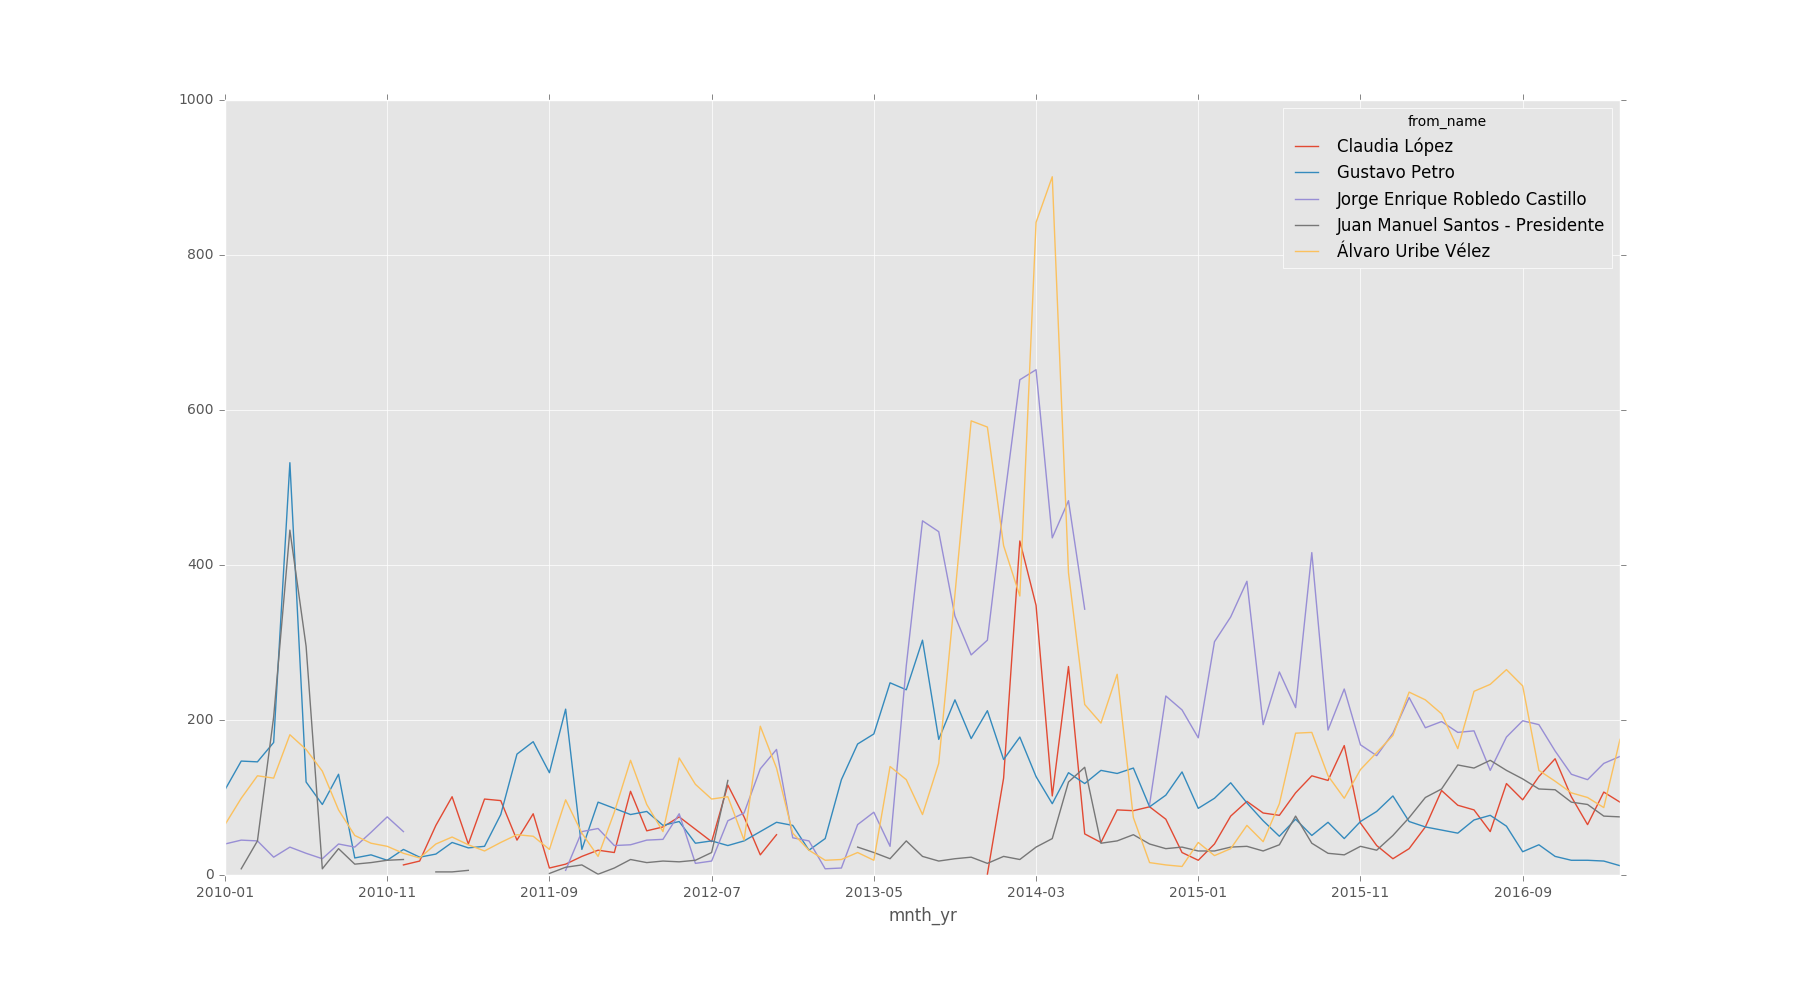 1000
800
600
400
200
0
from_name
Claudia López
Gustavo Petro
Jorge Enrique Robledo Castillo
Juan Manuel Santos - Presidente
Álvaro Uribe Vélez
2010-01 2010-11 2011-09 2012-07 2013-05 2014-03 2015-01 2015-11 2016-09
mnth_yr